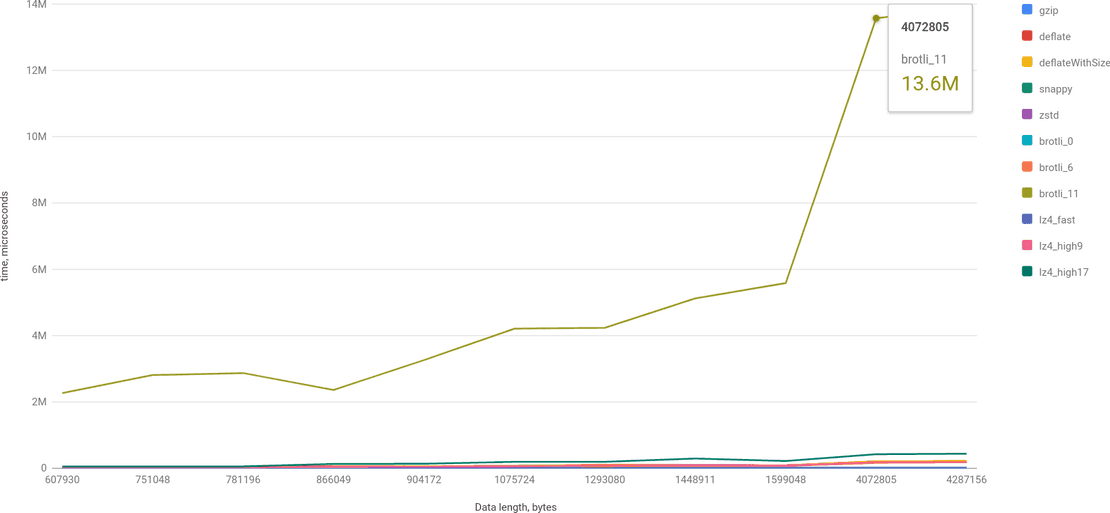 14M
12M
10M
8M
6M
4M
2M
0
time, microseconds
607930 751048 781196 866049 904172 1075724 1293080 1448911 1599048 4072805 4287156
Data length, bytes
4072805
brotli_11
13.6M
gzip
deflate
deflateWithSize
snappy
zstd
brotli_0
brotli_6
brotli_11
lz4_fast
lz4_high9
lz4_high17